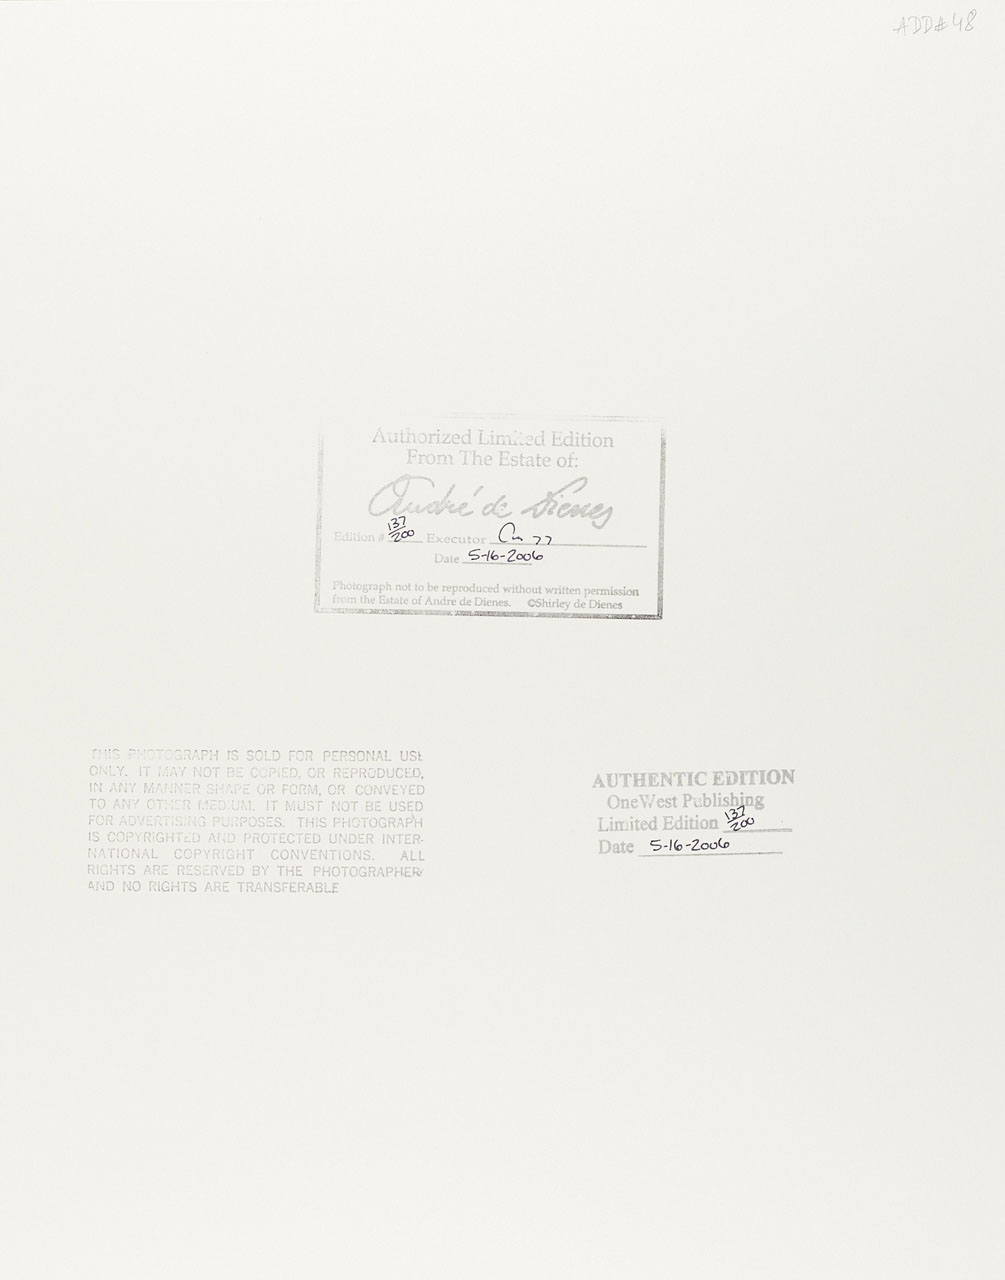 ADD#48
Authorized Limited Edition
From The Estate of:
André de Dienes
Edition # 137/200 Executor
Date 5-16-2006
Photograph not to be reproduced without written permission
from the Estate of Andre de Dienes. ©Shirley de Dienes
THIS PHOTOGRAPH IS SOLD FOR PERSONAL USE
ONLY. IT MAY NOT BE COPIED, OR REPRODUCED,
IN ANY MANNER SHAPE OR FORM, OR CONVEYED
TO ANY OTHER MEDIUM. IT MUST NOT BE USED
FOR ADVERTISING PURPOSES. THIS PHOTOGRAPH
IS COPYRIGHTED AND PROTECTED UNDER INTER-
NATIONAL COPYRIGHT CONVENTIONS. ALL
RIGHTS ARE RESERVED BY THE PHOTOGRAPHER
AND NO RIGHTS ARE TRANSFERABLE
AUTHENTIC EDITION
OneWest Publishing
Limited Edition 137/200
Date 5-16-2006